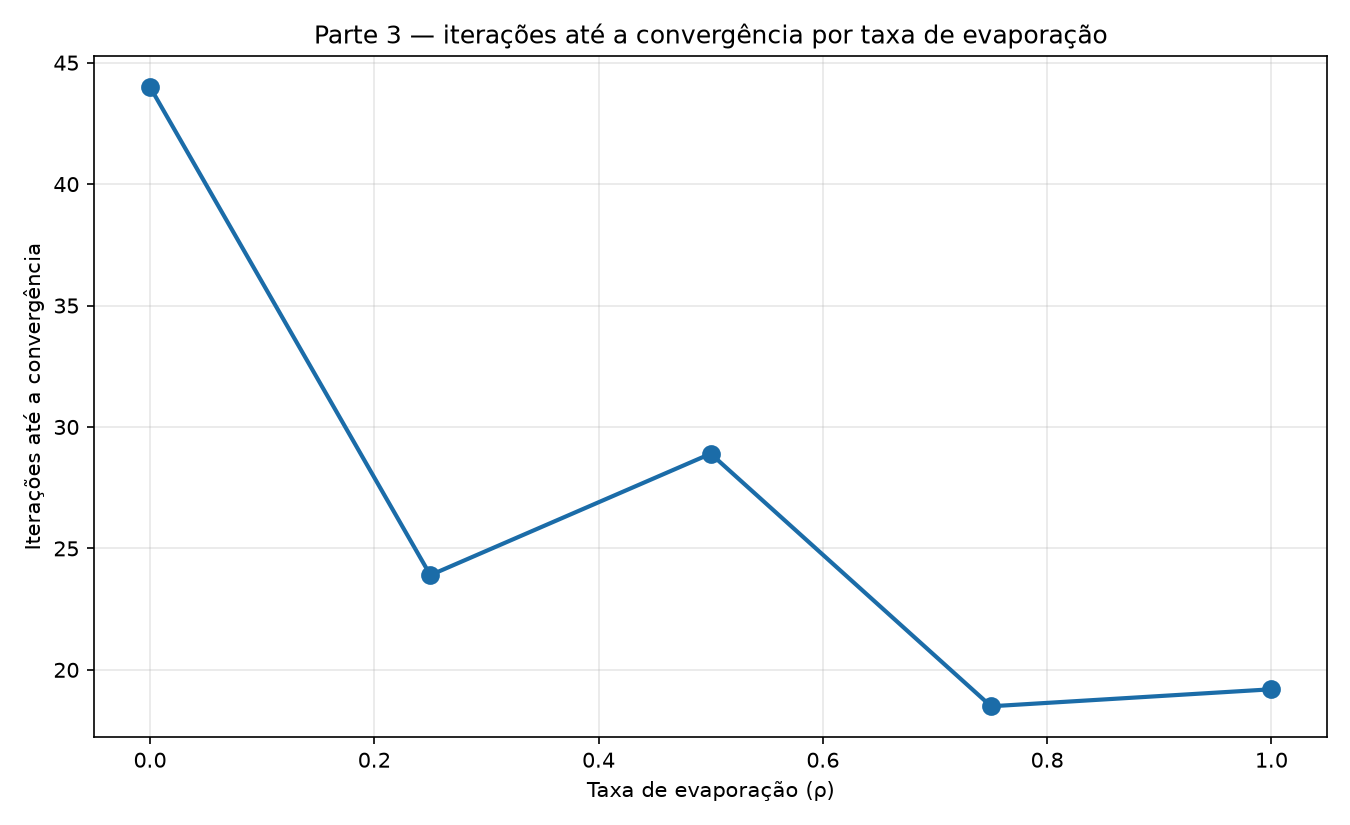 Parte 3 — iterações até a convergência por taxa de evaporação
Iterações até a convergência
45
40
35
30
25
20
0.0 0.2 0.4 0.6 0.8 1.0
Taxa de evaporação (ρ)